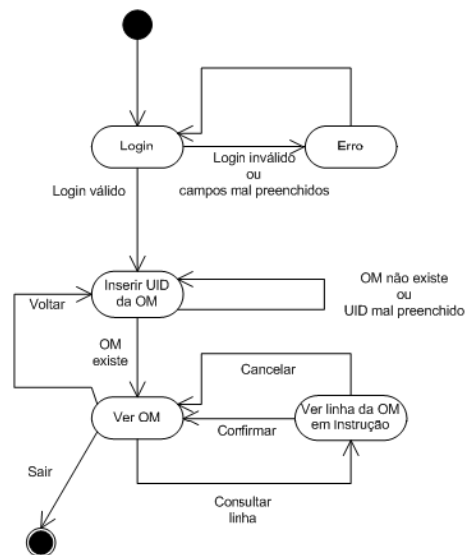 Login
Erro
Login inválido
ou
campos mal preenchidos
Login válido
Inserir UID
da OM
OM não existe
ou
UID mal preenchido
Voltar
OM
existe
Cancelar
Ver OM
Confirmar
Ver linha da OM
em Instrução
Sair
Consultar
linha